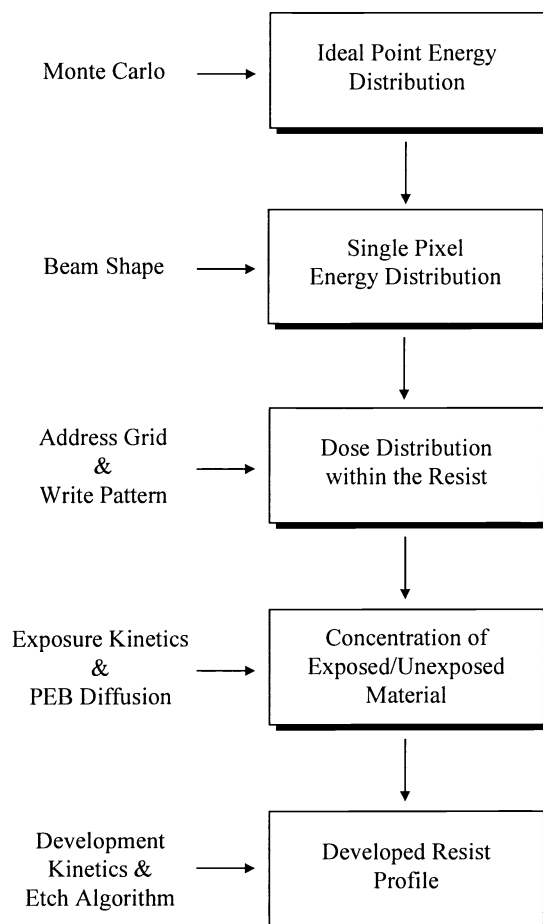 Monte Carlo
Ideal Point Energy
Distribution
Beam Shape
Single Pixel
Energy Distribution
Address Grid
&
Write Pattern
Dose Distribution
within the Resist
Exposure Kinetics
&
PEB Diffusion
Concentration of
Exposed/Unexposed
Material
Development
Kinetics &
Etch Algorithm
Developed Resist
Profile